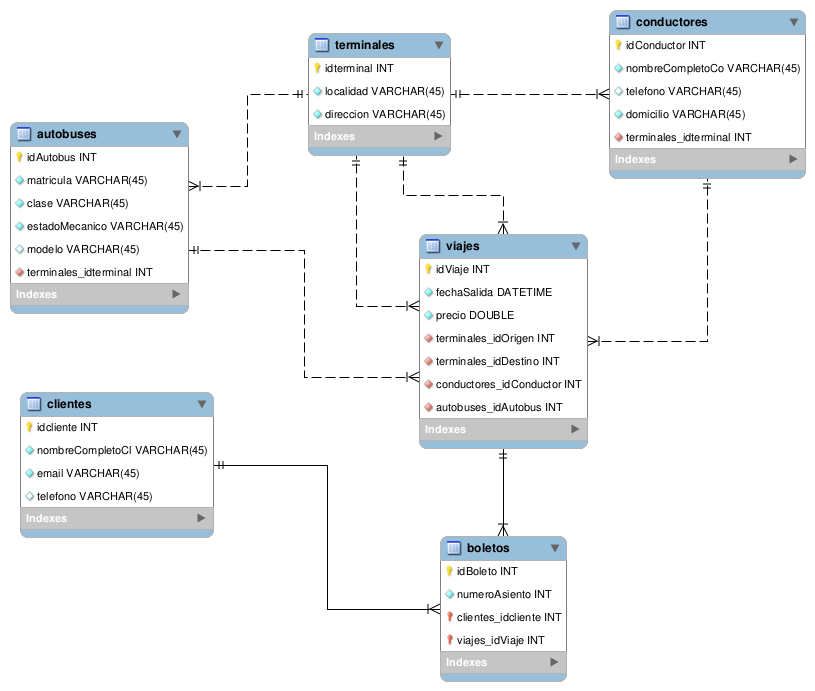 terminales
idterminal INT
localidad VARCHAR(45)
direccion VARCHAR(45)
Indexes
conductores
idConductor INT
nombreCompletoCo VARCHAR(45)
telefono VARCHAR(45)
domicilio VARCHAR(45)
terminales_idterminal INT
Indexes
autobuses
idAutobus INT
matricula VARCHAR(45)
clase VARCHAR(45)
estadoMecanico VARCHAR(45)
modelo VARCHAR(45)
terminales_idterminal INT
Indexes
viajes
idViaje INT
fechaSalida DATETIME
precio DOUBLE
terminales_idOrigen INT
terminales_idDestino INT
conductores_idConductor INT
autobuses_idAutobus INT
Indexes
clientes
idcliente INT
nombreCompletoCl VARCHAR(45)
email VARCHAR(45)
telefono VARCHAR(45)
Indexes
boletos
idBoleto INT
numeroAsiento INT
clientes_idcliente INT
viajes_idViaje INT
Indexes